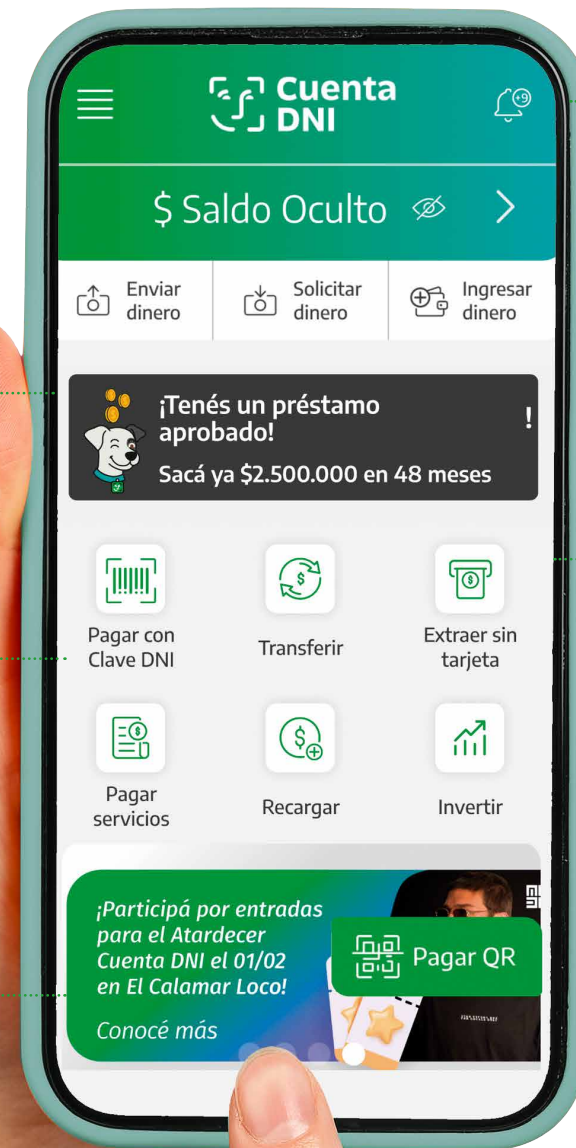 Cuenta
DNI
+9
$ Saldo Oculto
Enviar
dinero
Solicitar
dinero
Ingresar
dinero
¡Tenés un préstamo
aprobado!
!
Sacá ya $2.500.000 en 48 meses
Pagar con
Clave DNI
Transferir
Extraer sin
tarjeta
Pagar
servicios
Recargar
Invertir
¡Participá por entradas
para el Atardecer
Cuenta DNI el 01/02
en El Calamar Loco!
Conocé más
Pagar QR